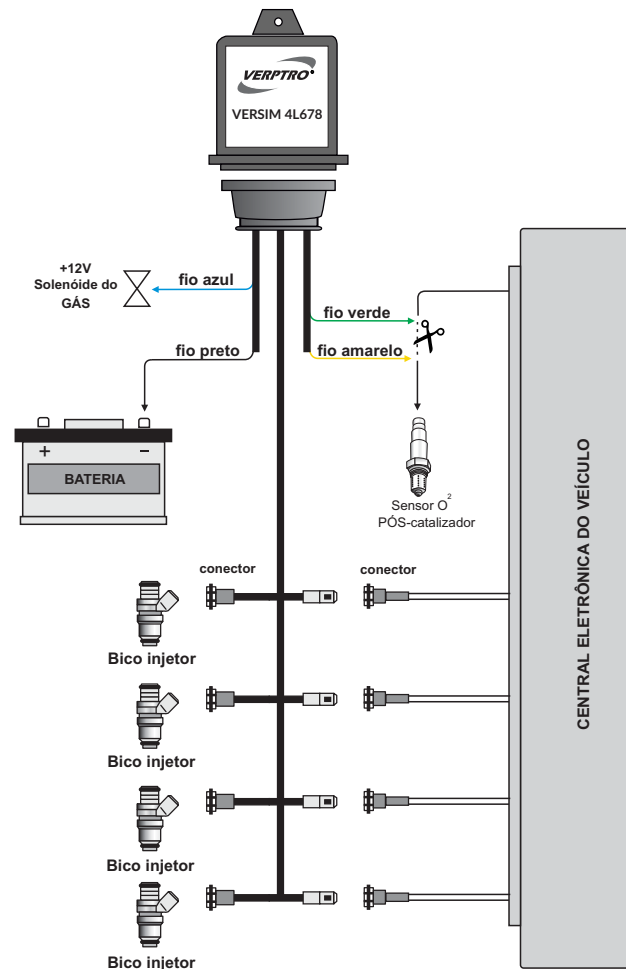 VERPTRO
VERSIM 4L678
+12V
Solenóide do
GÁS
fio azul
fio preto
fio verde
fio amarelo
+ −
BATERIA
Sensor O²
PÓS-catalizador
CENTRAL ELETRÔNICA DO VEÍCULO
conector
conector
Bico injetor
Bico injetor
Bico injetor
Bico injetor